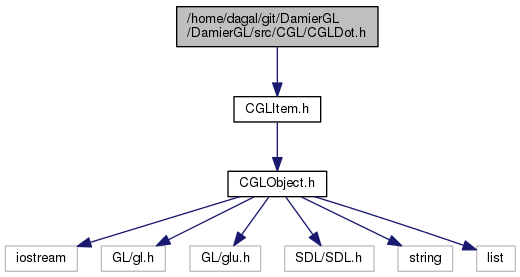 /home/dagal/git/DamierGL
/DamierGL/src/CGL/CGLDot.h
CGLItem.h
CGLObject.h
iostream
GL/gl.h
GL/glu.h
SDL/SDL.h
string
list